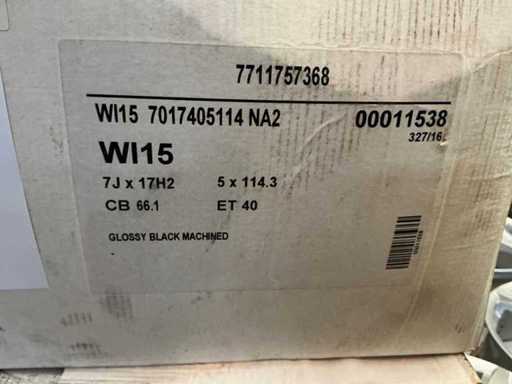 7711757368
WI15 7017405114 NA2 00011538
327/16
WI15
7J x 17H2 5 x 114.3
CB 66.1 ET 40
GLOSSY BLACK MACHINED